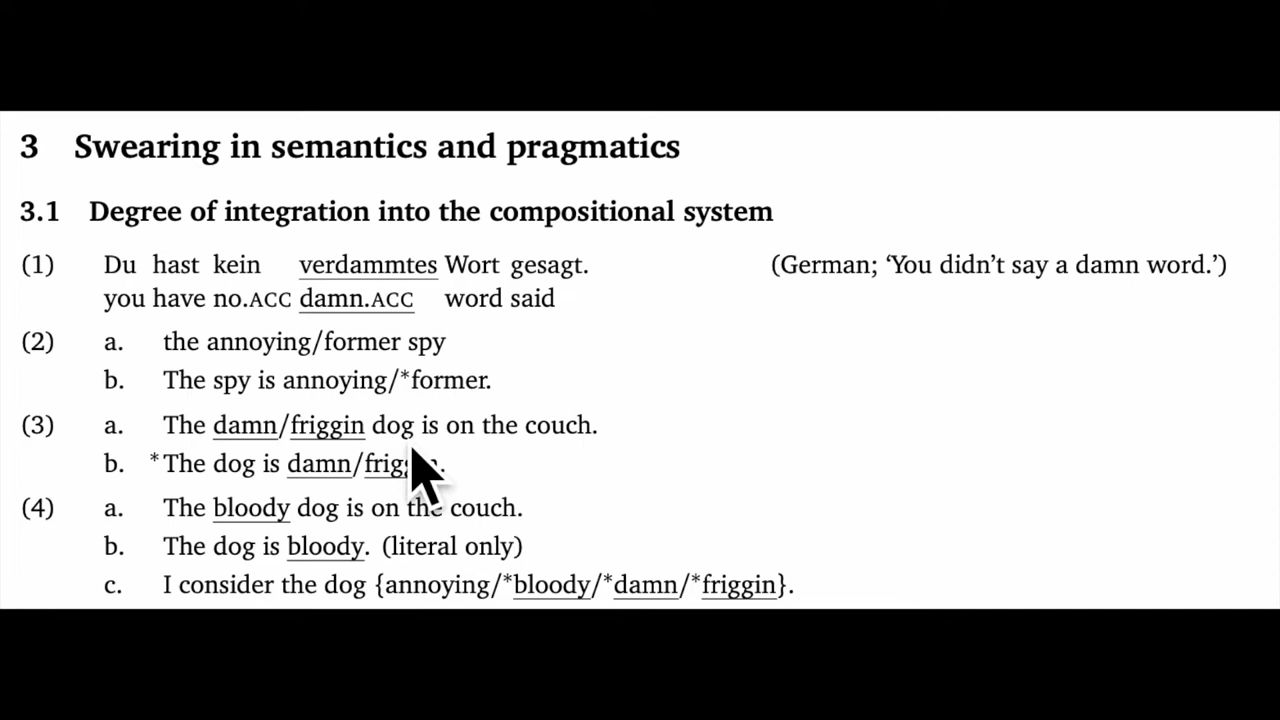 3 Swearing in semantics and pragmatics
3.1 Degree of integration into the compositional system
(1) Du hast kein verdammtes Wort gesagt. (German; ‘You didn’t say a damn word.’)
you have no.ACC damn.ACC word said
(2) a. the annoying/former spy
b. The spy is annoying/*former.
(3) a. The damn/friggin dog is on the couch.
b. *The dog is damn/
(4) a. The bloody dog is on the couch.
b. The dog is bloody. (literal only)
c. I consider the dog {annoying/*bloody/*damn/*friggin}.